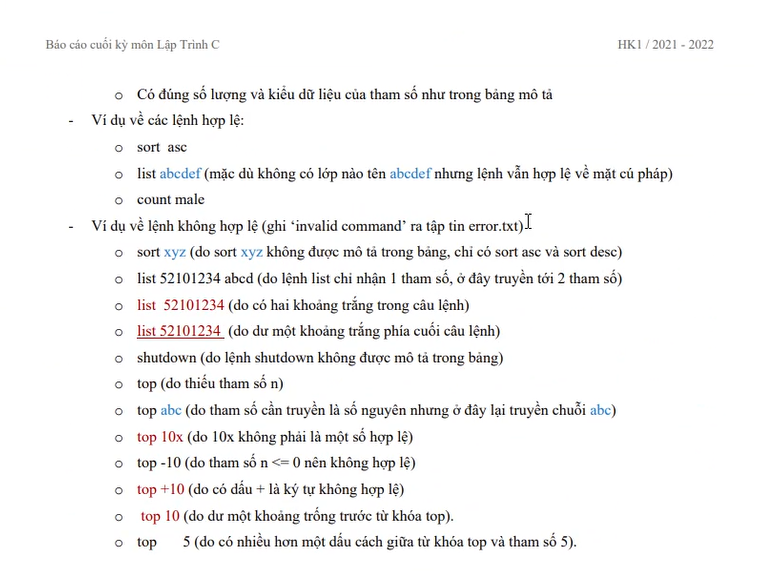 Báo cáo cuối kỳ môn Lập Trình C HK1 / 2021 - 2022
o Có đúng số lượng và kiểu dữ liệu của tham số như trong bảng mô tả
- Ví dụ về các lệnh hợp lệ:
o sort  asc
o list abcdef (mặc dù không có lớp nào tên abcdef nhưng lệnh vẫn hợp lệ về mặt cú pháp)
o count male
- Ví dụ về lệnh không hợp lệ (ghi ‘invalid command’ ra tập tin error.txt)
o sort xyz (do sort xyz không được mô tả trong bảng, chỉ có sort asc và sort desc)
o list 52101234 abcd (do lệnh list chỉ nhận 1 tham số, ở đây truyền tới 2 tham số)
o list  52101234 (do có hai khoảng trắng trong câu lệnh)
o list 52101234  (do dư một khoảng trắng phía cuối câu lệnh)
o shutdown (do lệnh shutdown không được mô tả trong bảng)
o top (do thiếu tham số n)
o top abc (do tham số cần truyền là số nguyên nhưng ở đây lại truyền chuỗi abc)
o top 10x (do 10x không phải là một số hợp lệ)
o top -10 (do tham số n <= 0 nên không hợp lệ)
o top +10 (do có dấu + là ký tự không hợp lệ)
o  top 10 (do dư một khoảng trống trước từ khóa top).
o top      5 (do có nhiều hơn một dấu cách giữa từ khóa top và tham số 5).